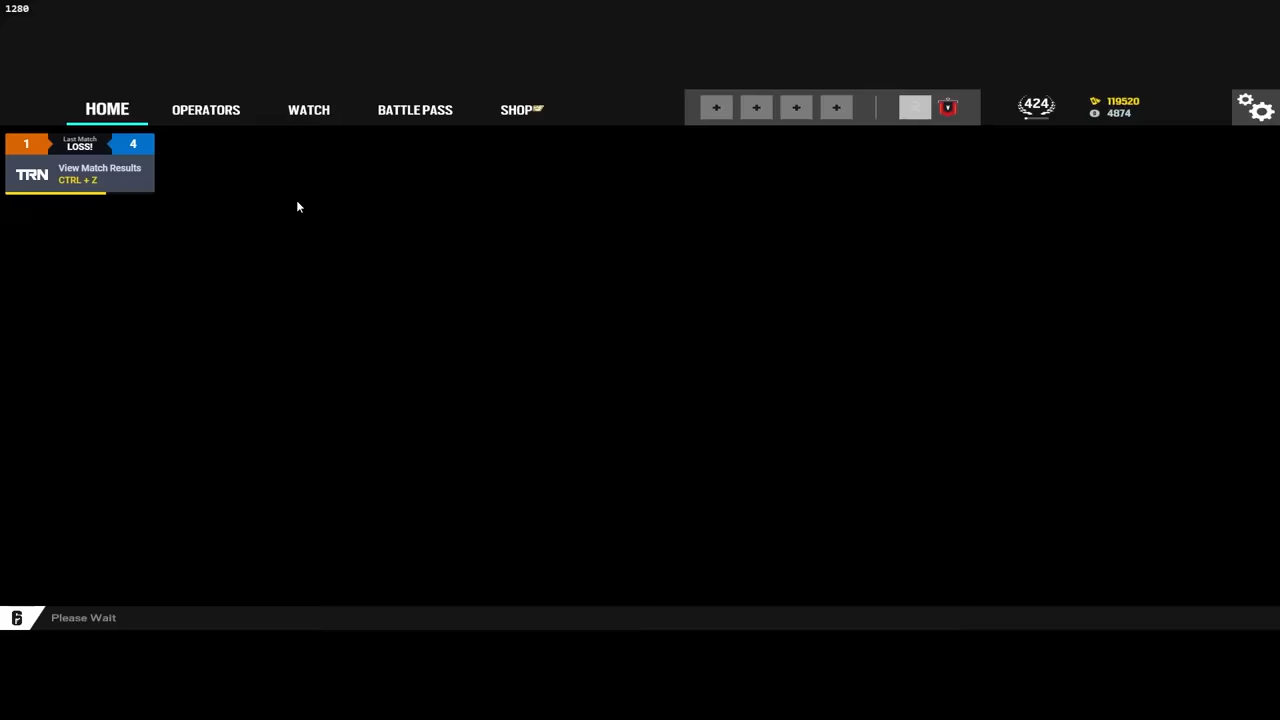 1280
HOME OPERATORS WATCH BATTLE PASS SHOP
424
119520
4874
1 Last Match 4
LOSS!
TRN View Match Results
CTRL + Z
Please Wait